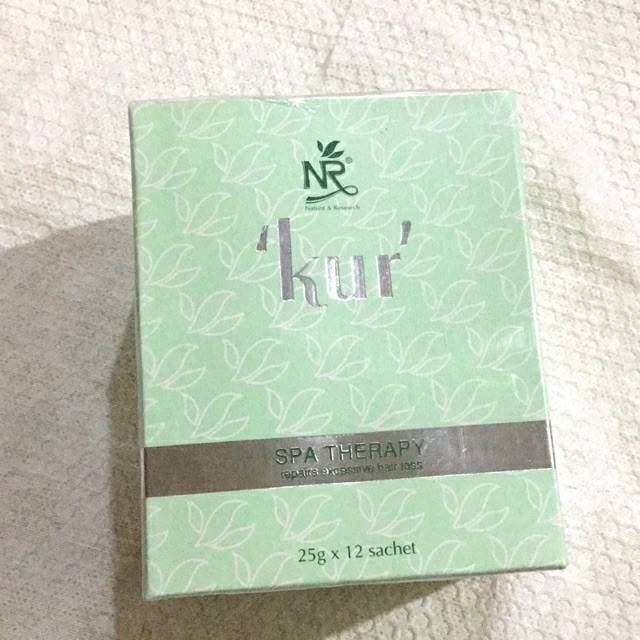 NR®
Nature & Research
'kur'
SPA THERAPY
repairs excessive hair loss
25g x 12 sachet